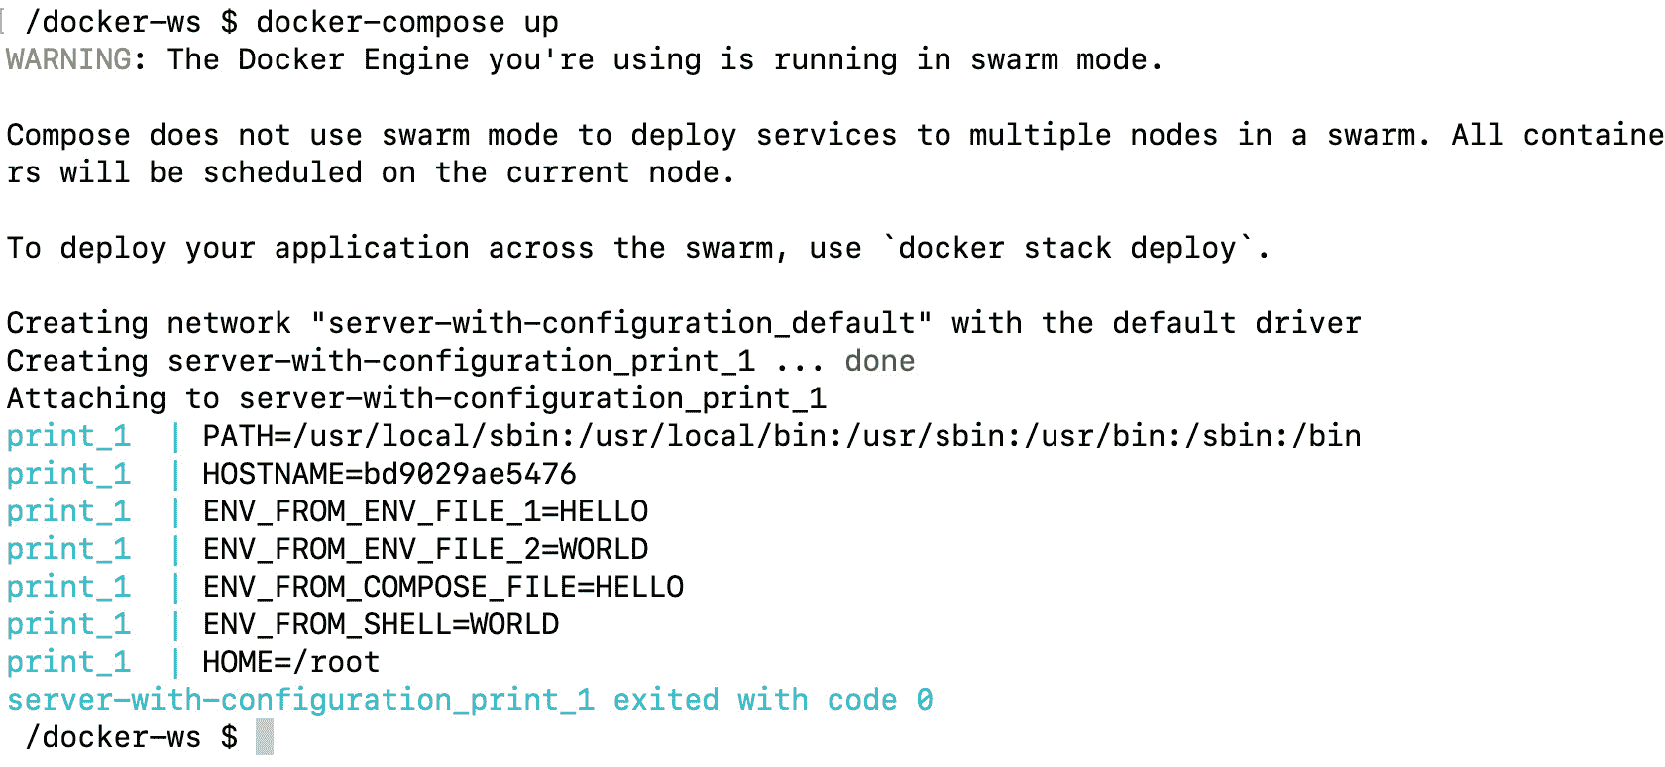 /docker-ws $ docker-compose up
WARNING: The Docker Engine you're using is running in swarm mode.
Compose does not use swarm mode to deploy services to multiple nodes in a swarm. All containe
rs will be scheduled on the current node.
To deploy your application across the swarm, use `docker stack deploy`.
Creating network "server-with-configuration_default" with the default driver
Creating server-with-configuration_print_1 ... done
Attaching to server-with-configuration_print_1
print_1  | PATH=/usr/local/sbin:/usr/local/bin:/usr/sbin:/usr/bin:/sbin:/bin
print_1  | HOSTNAME=bd9029ae5476
print_1  | ENV_FROM_ENV_FILE_1=HELLO
print_1  | ENV_FROM_ENV_FILE_2=WORLD
print_1  | ENV_FROM_COMPOSE_FILE=HELLO
print_1  | ENV_FROM_SHELL=WORLD
print_1  | HOME=/root
server-with-configuration_print_1 exited with code 0
/docker-ws $